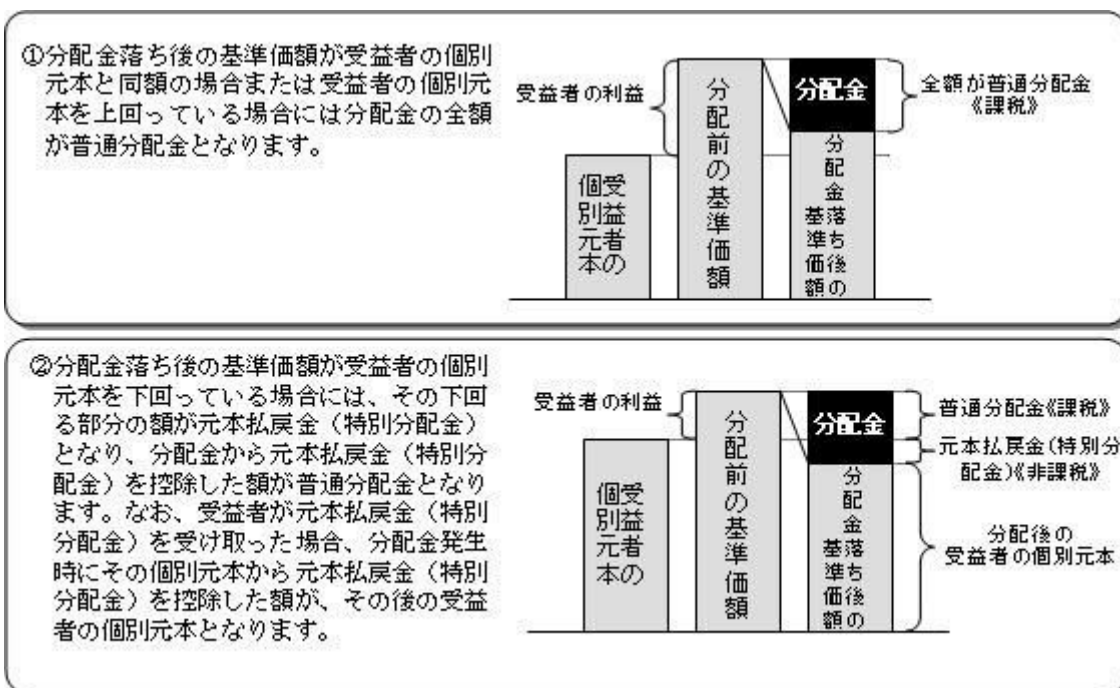 ①分配金落ち後の基準価額が受益者の個別
元本と同額の場合または受益者の個別元
本を上回っている場合には分配金の全額
が普通分配金となります。
受益者の利益
受益者の
個別元本
分配前の基準価額
分配金
分配金落ち後の
基準価額
全額が普通分配金
《課税》
②分配金落ち後の基準価額が受益者の個別
元本を下回っている場合には、その下回
る部分の額が元本払戻金（特別分配金）
となり、分配金から元本払戻金（特別分
配金）を控除した額が普通分配金となり
ます。なお、受益者が元本払戻金（特別
分配金）を受け取った場合、分配金発生
時にその個別元本から元本払戻金（特別
分配金）を控除した額が、その後の受益
者の個別元本となります。
受益者の利益
受益者の
個別元本
分配前の基準価額
分配金
分配金落ち後の
基準価額
普通分配金《課税》
元本払戻金(特別分
配金)《非課税》
分配後の
受益者の個別元本